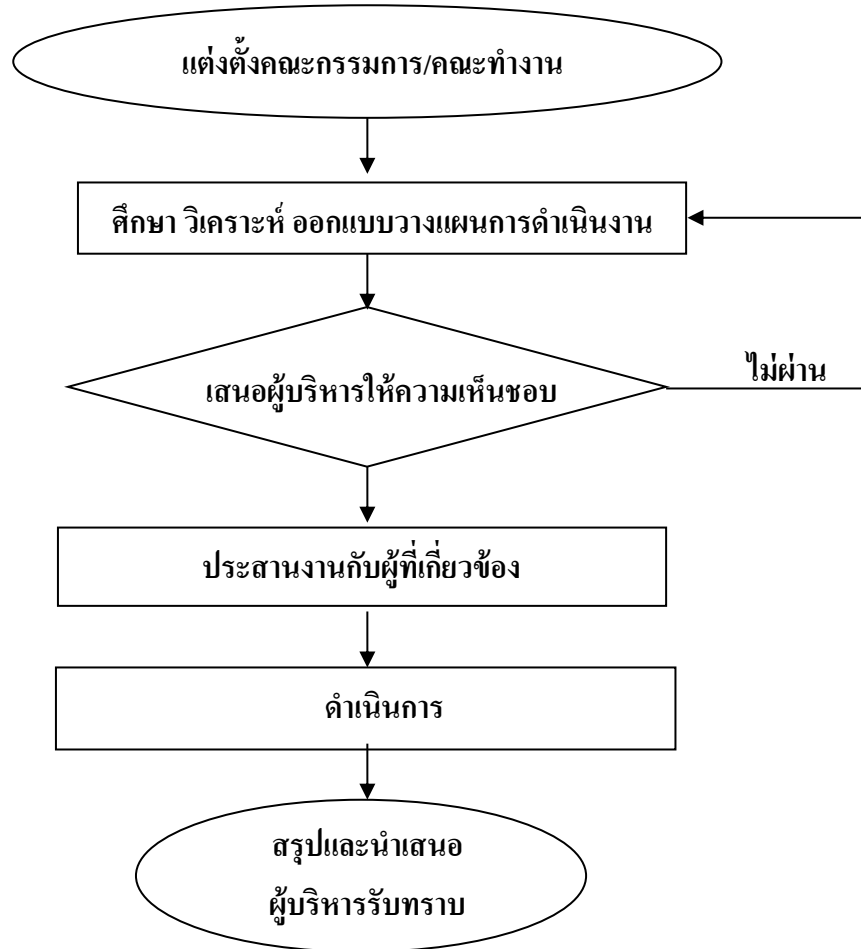 แต่งตั้งคณะกรรมการ/คณะทำงาน
ศึกษา วิเคราะห์ ออกแบบวางแผนการดำเนินงาน
เสนอผู้บริหารให้ความเห็นชอบ
ไม่ผ่าน
ประสานงานกับผู้ที่เกี่ยวข้อง
ดำเนินการ
สรุปและนำเสนอ
ผู้บริหารรับทราบ